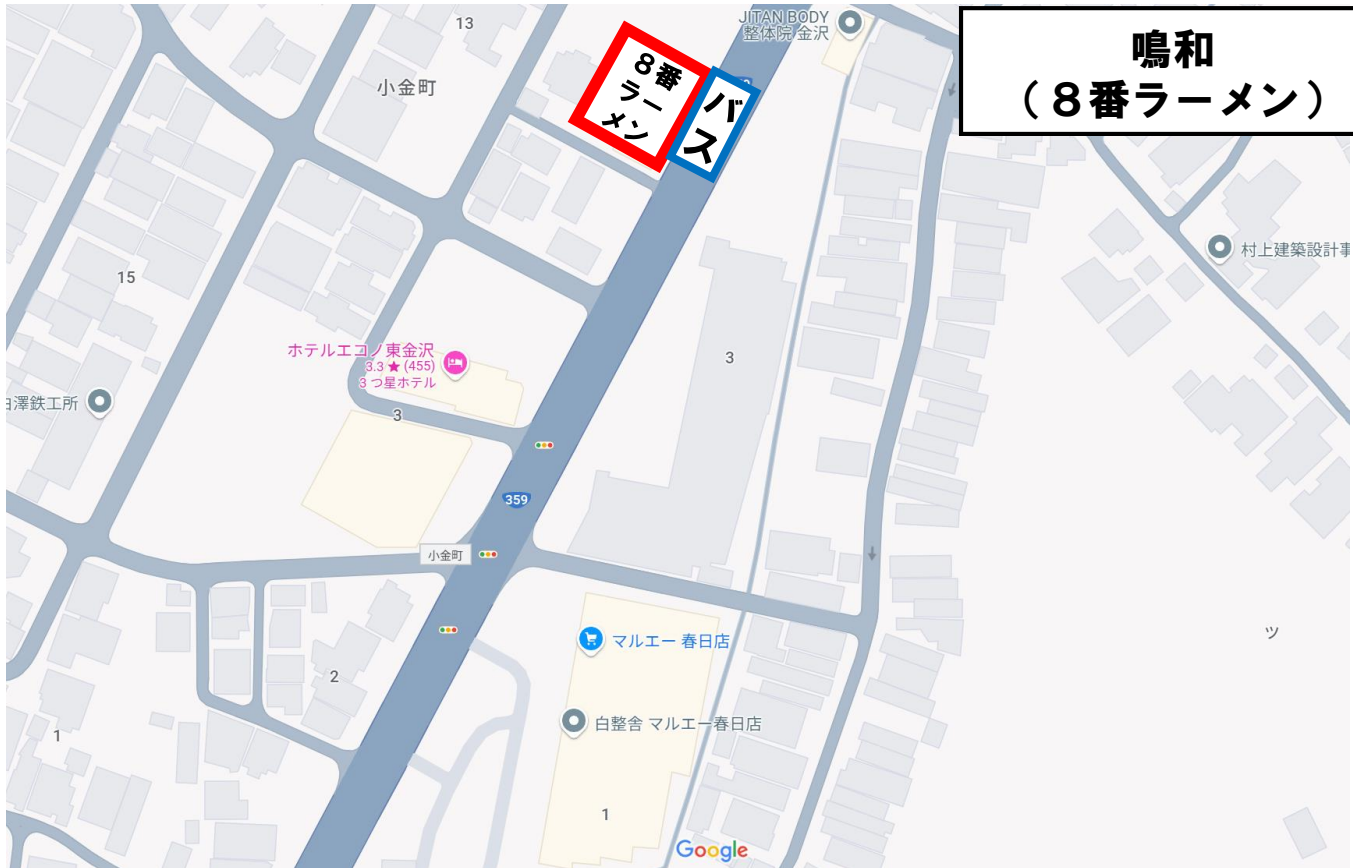 鳴和
（８番ラーメン）
JITAN BODY
整体院 金沢
13
小金町
８番
ラー
メン
バス
村上建築設計事
15
ホテルエコノ東金沢
3.3 ★ (455)
3 つ星ホテル
3
3
白澤鉄工所
359
小金町
マルエー 春日店
ツ
2
白整舎 マルエー春日店
1
1
Google